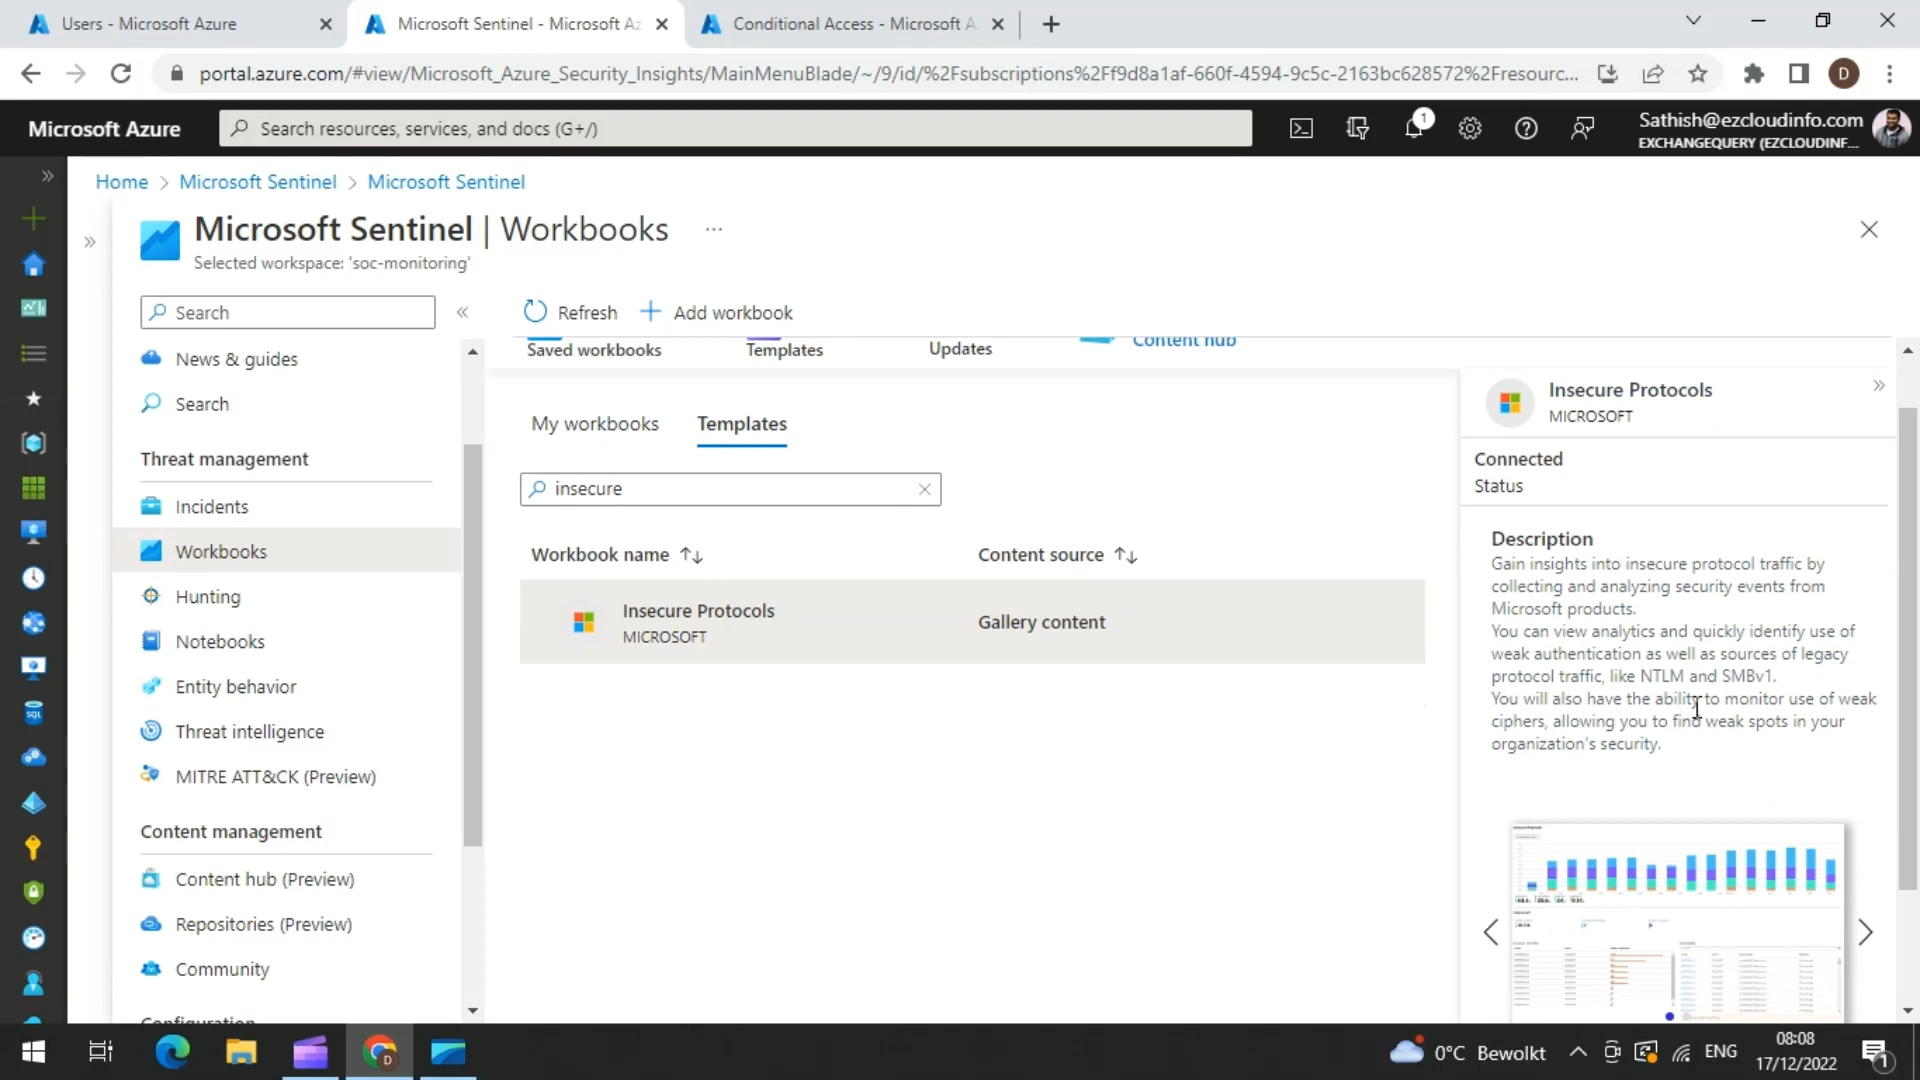 Users - Microsoft Azure
Microsoft Sentinel - Microsoft Az
Conditional Access - Microsoft A
portal.azure.com/#view/Microsoft_Azure_Security_Insights/MainMenuBlade/~/9/id/%2Fsubscriptions%2Ff9d8a1af-660f-4594-9c5c-2163bc628572%2Fresourc...
D
Microsoft Azure
Search resources, services, and docs (G+/)
1
Sathish@ezcloudinfo.com
EXCHANGEQUERY (EZCLOUDINF...
Home > Microsoft Sentinel > Microsoft Sentinel
Microsoft Sentinel | Workbooks ...
Selected workspace: 'soc-monitoring'
Search
Refresh
Add workbook
News & guides
Search
Threat management
Incidents
Workbooks
Hunting
Notebooks
Entity behavior
Threat intelligence
MITRE ATT&CK (Preview)
Content management
Content hub (Preview)
Repositories (Preview)
Community
Configuration
Saved workbooks
Templates
Updates
Content hub
My workbooks
Templates
insecure
Workbook name
Content source
Insecure Protocols
MICROSOFT
Gallery content
Insecure Protocols
MICROSOFT
Connected
Status
Description
Gain insights into insecure protocol traffic by
collecting and analyzing security events from
Microsoft products.
You can view analytics and quickly identify use of
weak authentication as well as sources of legacy
protocol traffic, like NTLM and SMBv1.
You will also have the ability to monitor use of weak
ciphers, allowing you to find weak spots in your
organization's security.
SQL
D
0°C Bewolkt
ENG
08:08
17/12/2022
1